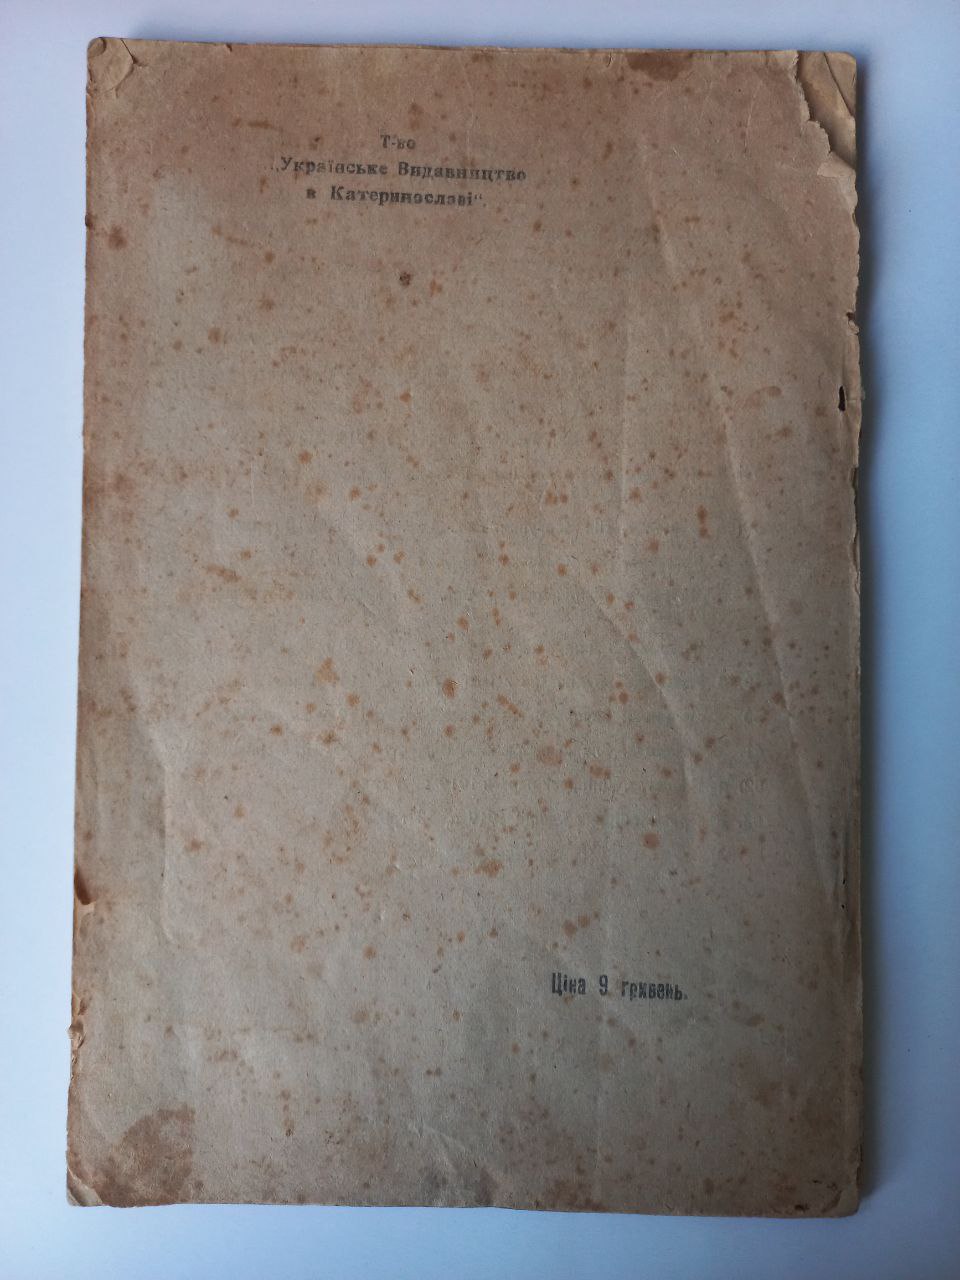 Т-во
„Українське Видавництво
в Катеринославі“.
Ціна 9 гривень.